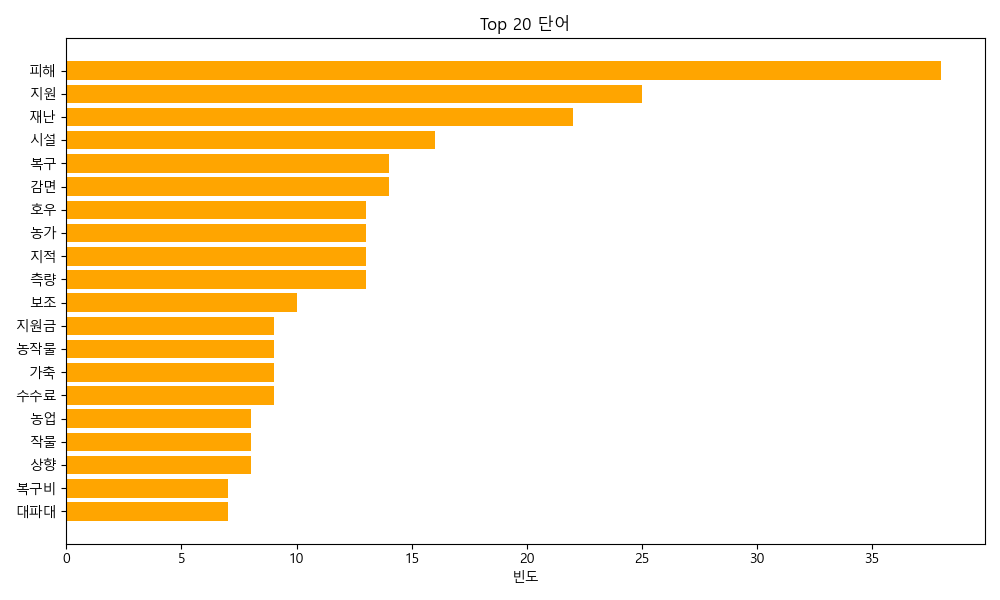 Top 20 단어
피해
지원
재난
시설
복구
감면
호우
농가
지적
측량
보조
지원금
농작물
가축
수수료
농업
작물
상향
복구비
대파대
0 5 10 15 20 25 30 35
빈도